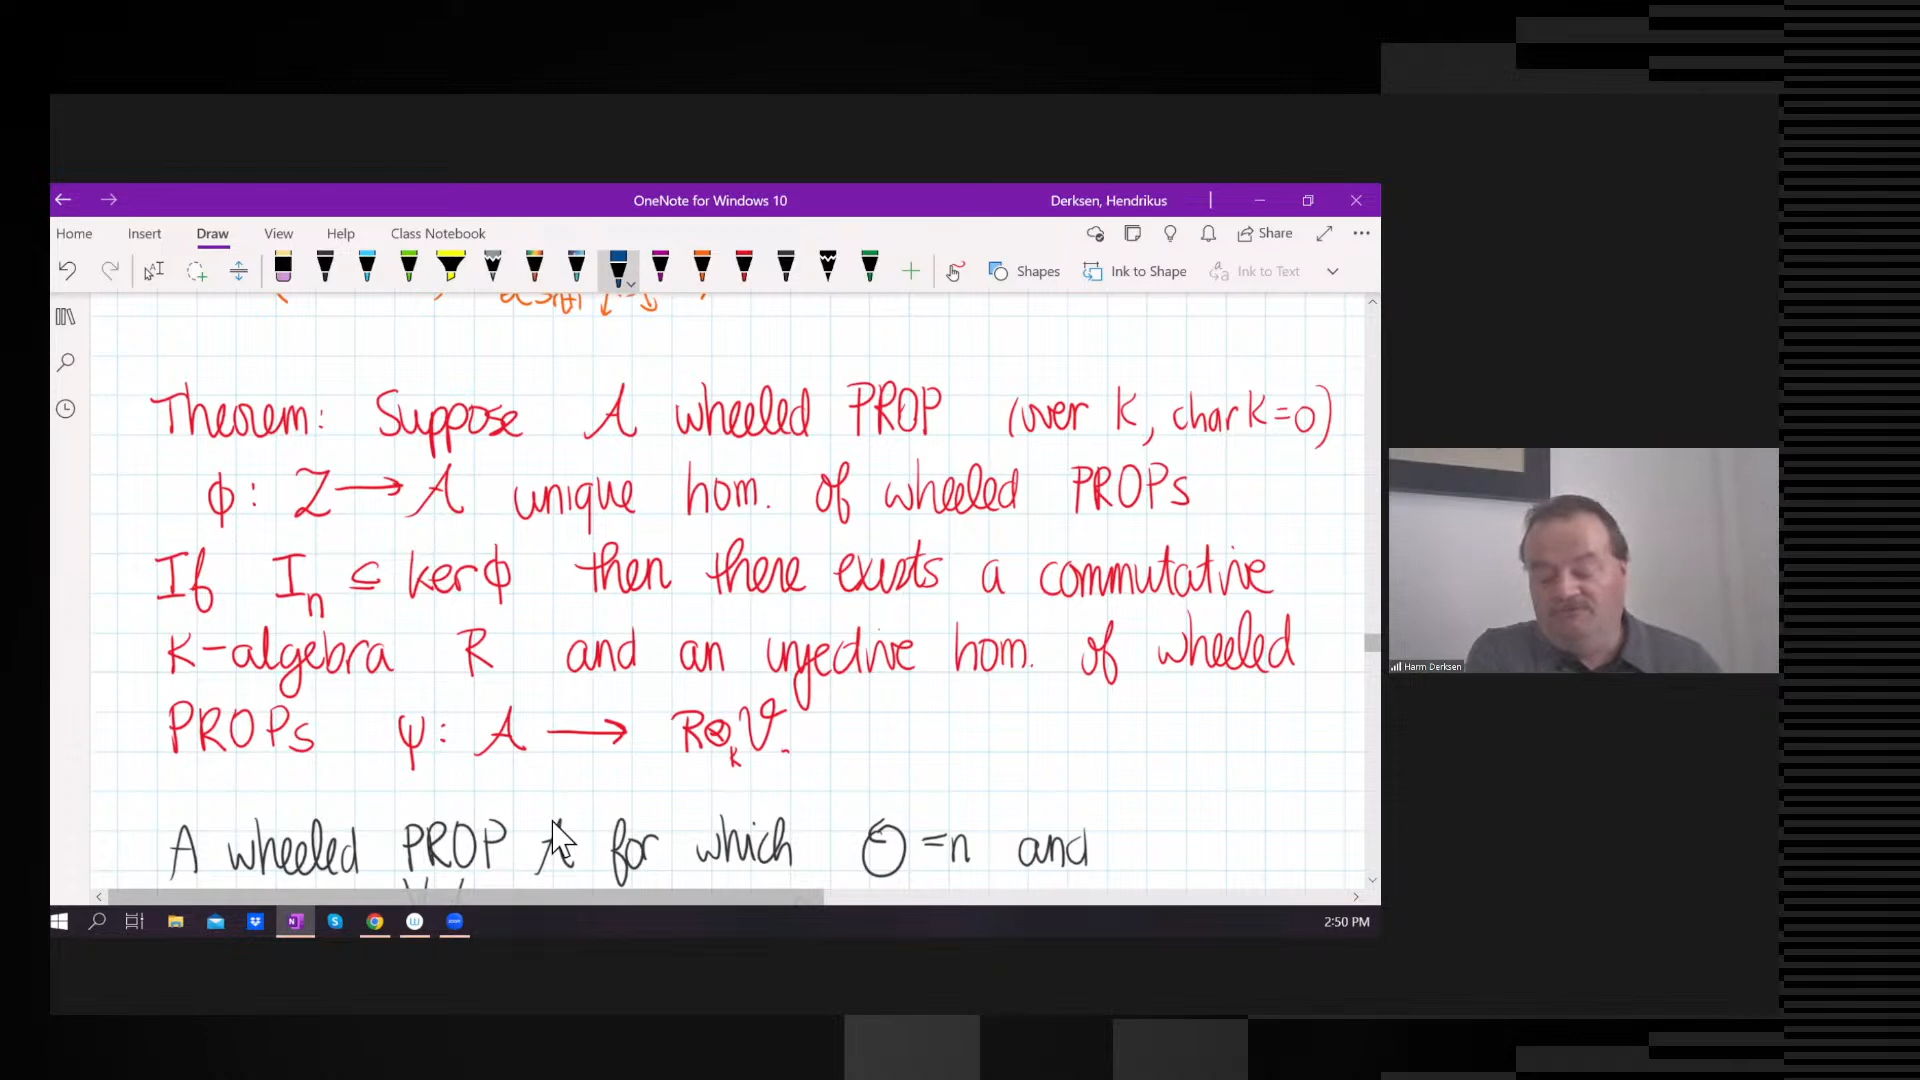 OneNote for Windows 10
Derksen, Hendrikus
Home Insert Draw View Help Class Notebook
Share
Shapes Ink to Shape Ink to Text
Theorem: Suppose 𝒜 wheeled PROP (over K, char K=0)
ϕ: Z → 𝒜 unique hom. of wheeled PROPs
If I_n ⊆ ker ϕ then there exists a commutative
K-algebra R and an injective hom. of wheeled
PROPs ψ: 𝒜 → R⊗_K 𝒱.
A wheeled PROP 𝒜 for which =n and
Harm Derksen
2:50 PM